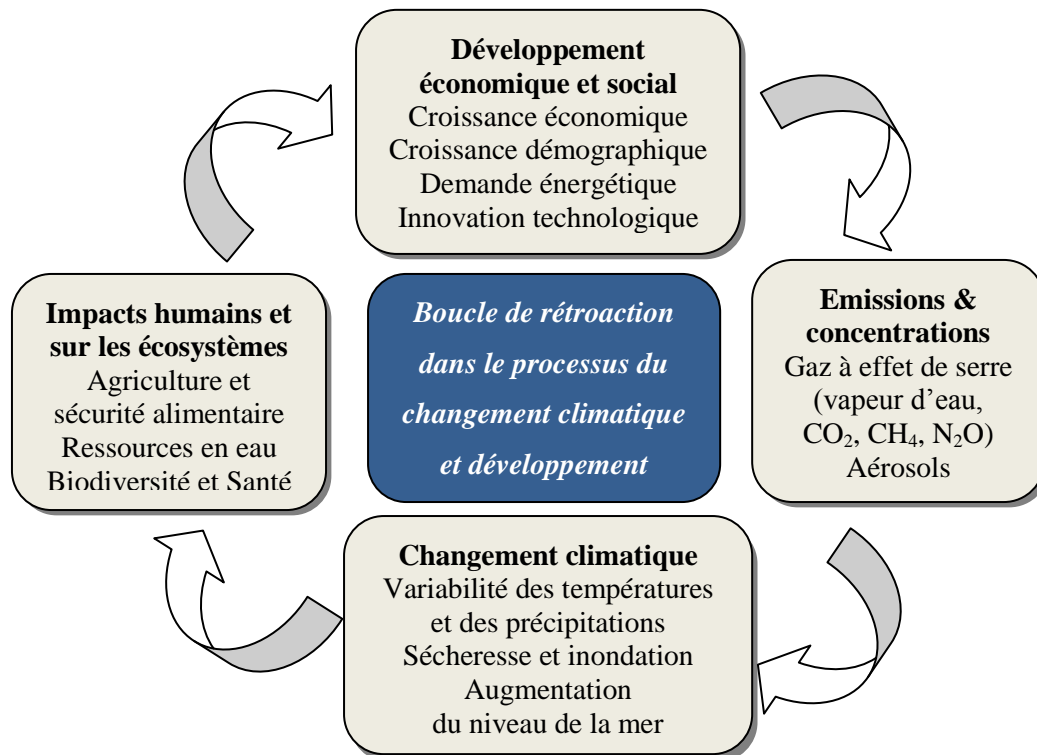 Développement
économique et social
Croissance économique
Croissance démographique
Demande énergétique
Innovation technologique
Emissions &
concentrations
Gaz à effet de serre
(vapeur d’eau,
CO₂, CH₄, N₂O)
Aérosols
Changement climatique
Variabilité des températures
et des précipitations
Sécheresse et inondation
Augmentation
du niveau de la mer
Impacts humains et
sur les écosystèmes
Agriculture et
sécurité alimentaire
Ressources en eau
Biodiversité et Santé
Boucle de rétroaction
dans le processus du
changement climatique
et développement